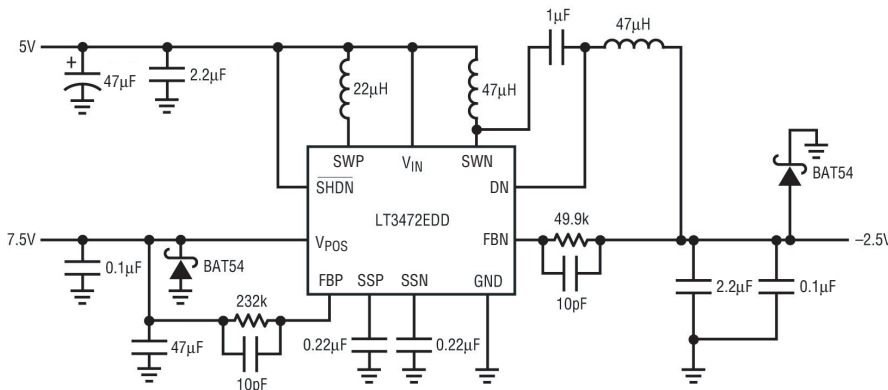 1µF
47µH
5V
+
47µF
2.2µF
22µH
47µH
SWP
VIN
SWN
SHDN
DN
BAT54
LT3472EDD
49.9k
7.5V
VPOS
FBN
–2.5V
0.1µF
BAT54
FBP
SSP
SSN
GND
10pF
2.2µF
0.1µF
232k
47µF
10pF
0.22µF
0.22µF